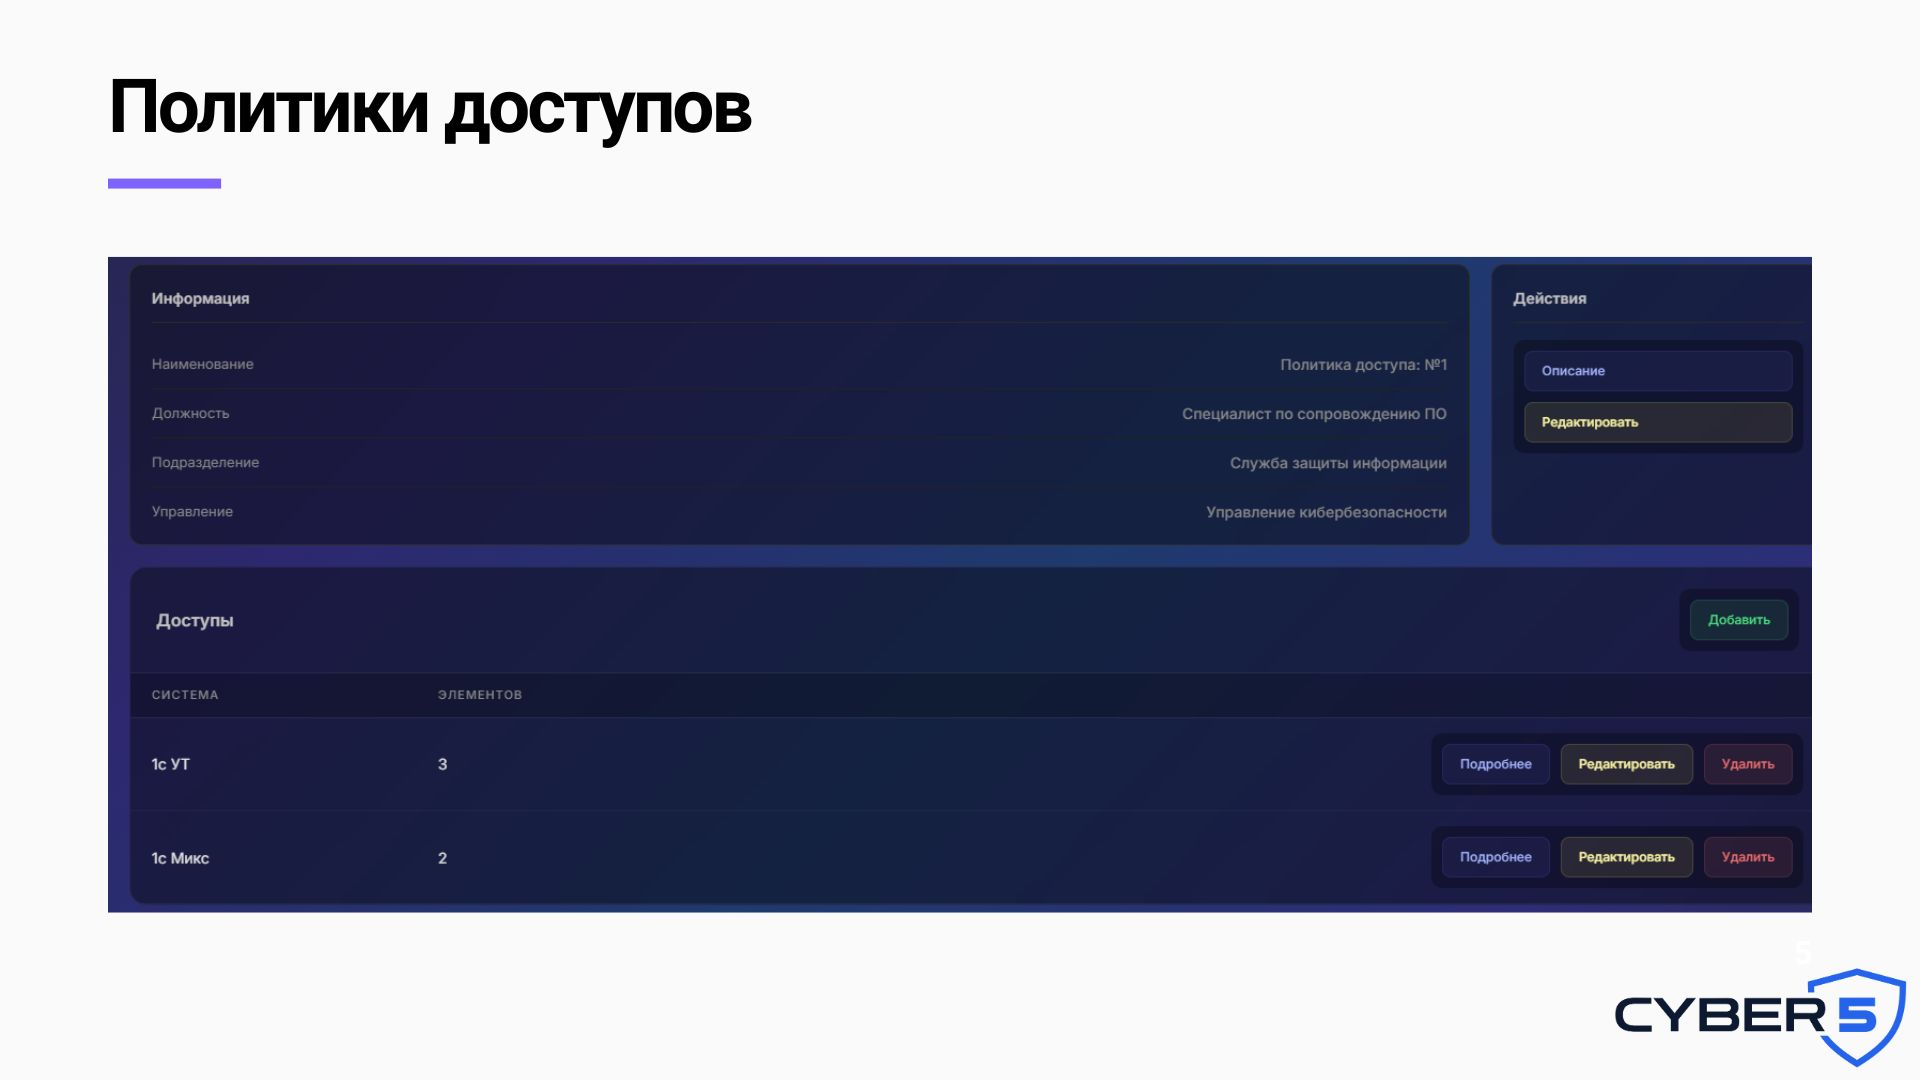 Политики доступов
Информация
Наименование Политика доступа: №1
Должность Специалист по сопровождению ПО
Подразделение Служба защиты информации
Управление Управление кибербезопасности
Действия
Описание
Редактировать
Доступы
Добавить
СИСТЕМА ЭЛЕМЕНТОВ
1с УТ 3 Подробнее Редактировать Удалить
1с Микс 2 Подробнее Редактировать Удалить
5
CYBER 5